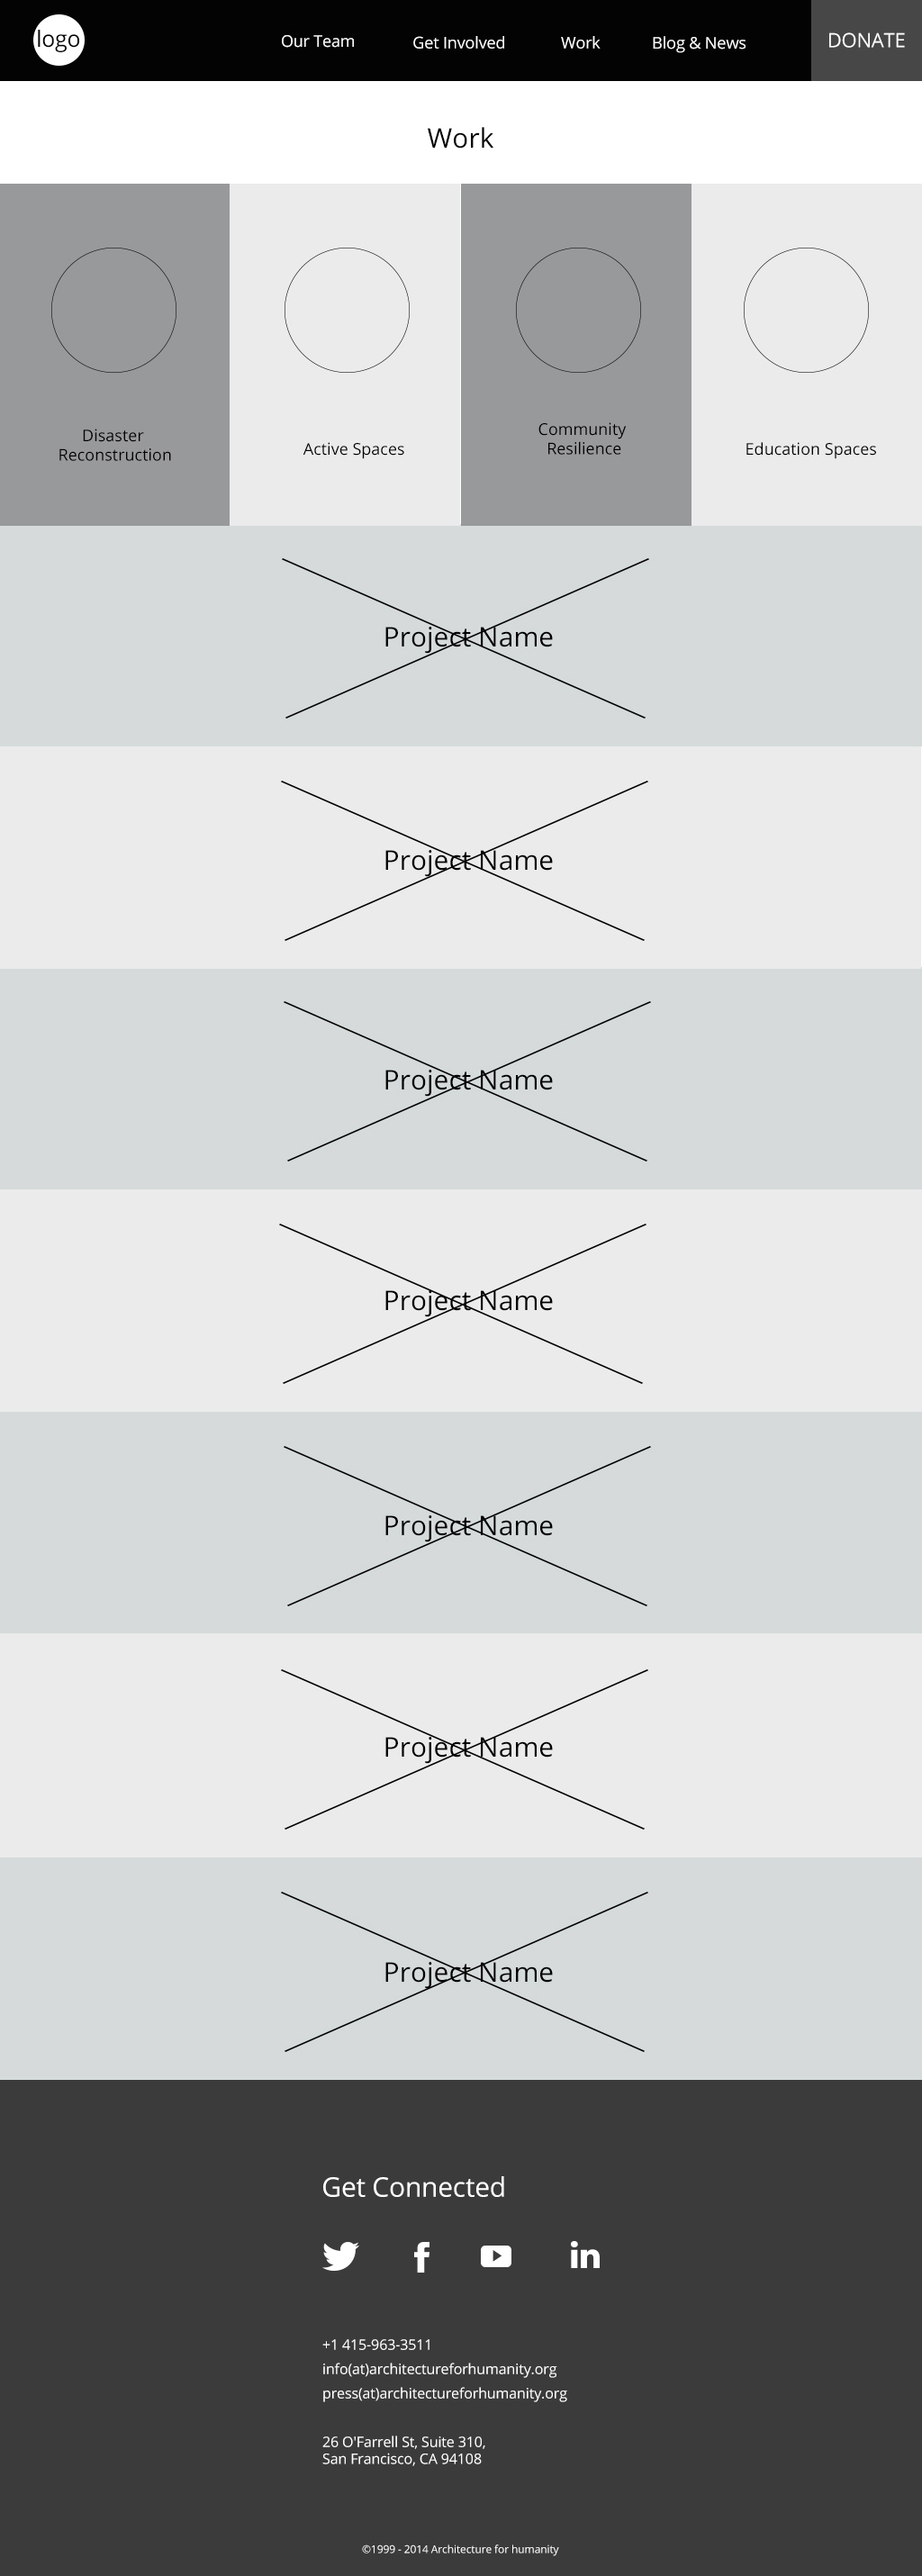 logo
Our Team
Get Involved
Work
Blog & News
DONATE
Work
Disaster
Reconstruction
Active Spaces
Community
Resilience
Education Spaces
Project Name
Project Name
Project Name
Project Name
Project Name
Project Name
Project Name
Get Connected
+1 415-963-3511
info(at)architectureforhumanity.org
press(at)architectureforhumanity.org
26 O'Farrell St, Suite 310,
San Francisco, CA 94108
©1999 - 2014 Architecture for humanity